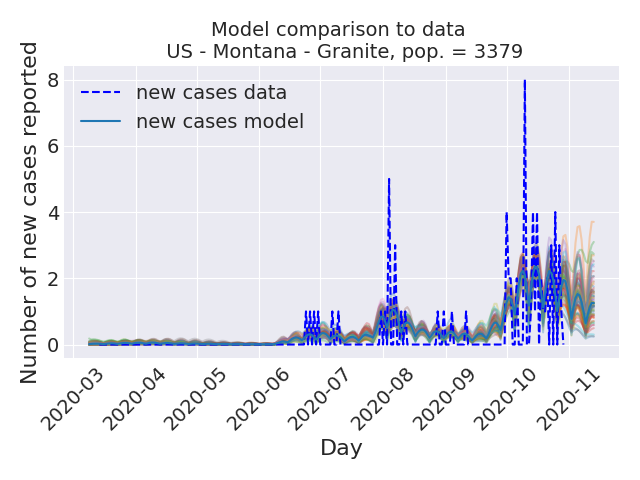 Model comparison to data
US - Montana - Granite, pop. = 3379
Number of new cases reported
8
6
4
2
0
new cases data
new cases model
2020-03
2020-04
2020-05
2020-06
2020-07
2020-08
2020-09
2020-10
2020-11
Day